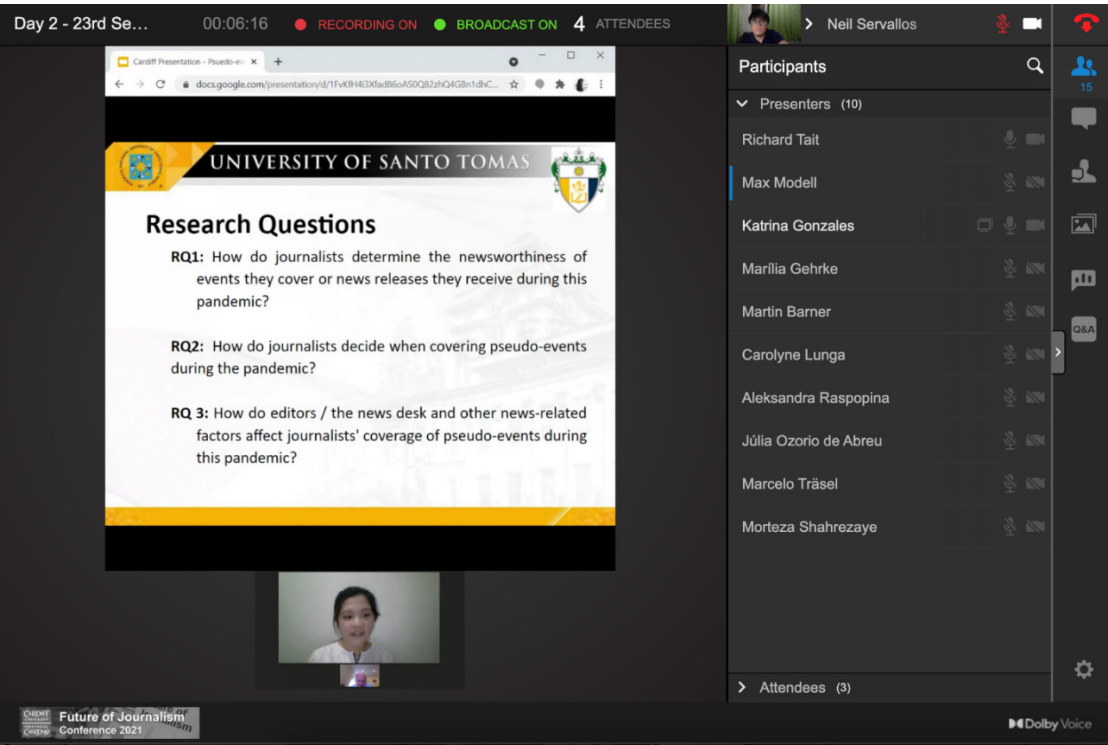 Day 2 - 23rd Se...
00:06:16
RECORDING ON
BROADCAST ON
4 ATTENDEES
Neil Servallos
Cardiff Presentation - Psuedo-e
docs.google.com/presentation/d/
UNIVERSITY OF SANTO TOMAS
Research Questions
RQ1: How do journalists determine the newsworthiness of
events they cover or news releases they receive during this
pandemic?
RQ2: How do journalists decide when covering pseudo-events
during the pandemic?
RQ 3: How do editors / the news desk and other news-related
factors affect journalists' coverage of pseudo-events during
this pandemic?
Participants
Presenters (10)
Richard Tait
Max Modell
Katrina Gonzales
Marília Gehrke
Martin Barner
Carolyne Lunga
Aleksandra Raspopina
Júlia Ozorio de Abreu
Marcelo Träsel
Morteza Shahrezaye
Attendees (3)
15
Q&A
CARDIFF
UNIVERSITY
Future of Journalism
Conference 2021
Dolby Voice